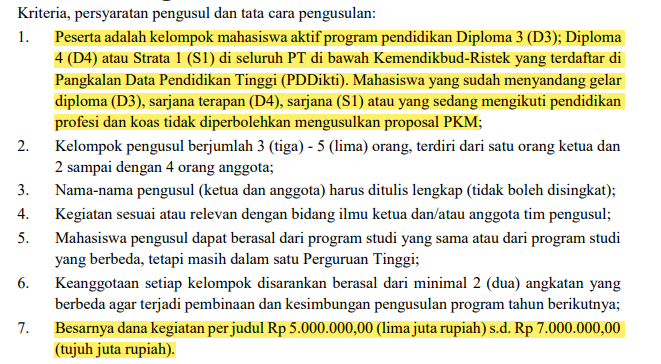 Kriteria, persyaratan pengusul dan tata cara pengusulan:
1. Peserta adalah kelompok mahasiswa aktif program pendidikan Diploma 3 (D3); Diploma
4 (D4) atau Strata 1 (S1) di seluruh PT di bawah Kemendikbud-Ristek yang terdaftar di
Pangkalan Data Pendidikan Tinggi (PDDikti). Mahasiswa yang sudah menyandang gelar
diploma (D3), sarjana terapan (D4), sarjana (S1) atau yang sedang mengikuti pendidikan
profesi dan koas tidak diperbolehkan mengusulkan proposal PKM;
2. Kelompok pengusul berjumlah 3 (tiga) - 5 (lima) orang, terdiri dari satu orang ketua dan
2 sampai dengan 4 orang anggota;
3. Nama-nama pengusul (ketua dan anggota) harus ditulis lengkap (tidak boleh disingkat);
4. Kegiatan sesuai atau relevan dengan bidang ilmu ketua dan/atau anggota tim pengusul;
5. Mahasiswa pengusul dapat berasal dari program studi yang sama atau dari program studi
yang berbeda, tetapi masih dalam satu Perguruan Tinggi;
6. Keanggotaan setiap kelompok disarankan berasal dari minimal 2 (dua) angkatan yang
berbeda agar terjadi pembinaan dan kesimbungan pengusulan program tahun berikutnya;
7. Besarnya dana kegiatan per judul Rp 5.000.000,00 (lima juta rupiah) s.d. Rp 7.000.000,00
(tujuh juta rupiah).